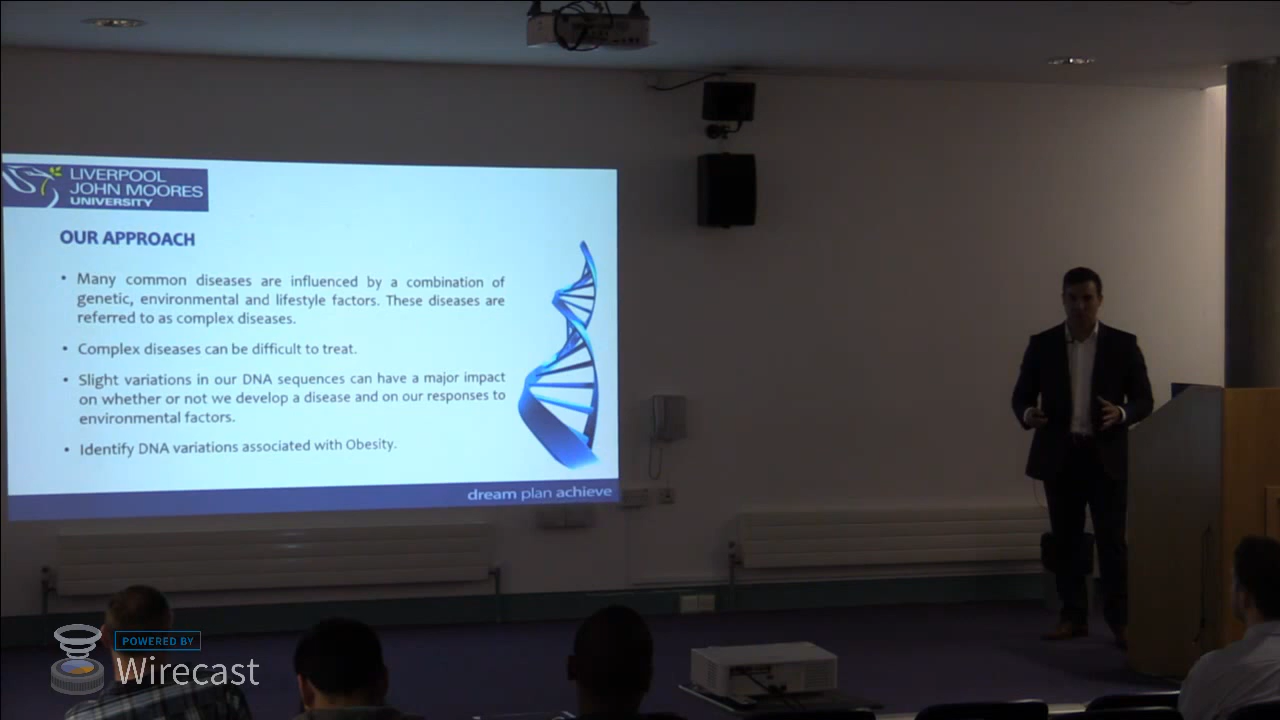 LIVERPOOL
JOHN MOORES
UNIVERSITY
OUR APPROACH
• Many common diseases are influenced by a combination of
genetic, environmental and lifestyle factors. These diseases are
referred to as complex diseases.
• Complex diseases can be difficult to treat.
• Slight variations in our DNA sequences can have a major impact
on whether or not we develop a disease and on our responses to
environmental factors.
• Identify DNA variations associated with Obesity.
dream plan achieve
POWERED BY
Wirecast